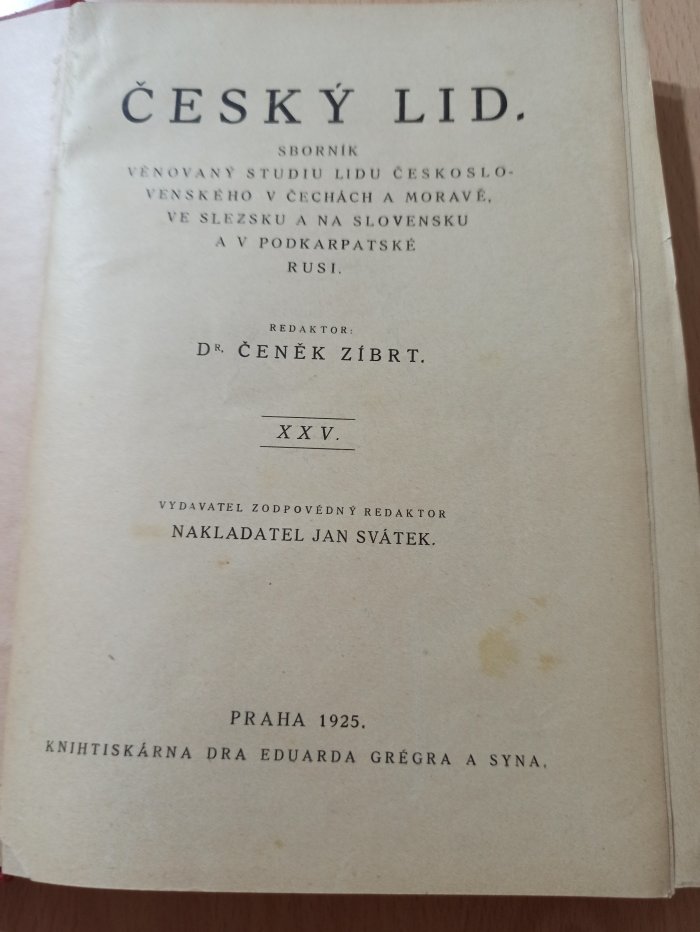 ČESKÝ LID.
SBORNÍK
VĚNOVANÝ STUDIU LIDU ČESKOSLO-
VENSKÉHO V ČECHÁCH A MORAVĚ,
VE SLEZSKU A NA SLOVENSKU
A V PODKARPATSKÉ
RUSI.
REDAKTOR:
DR. ČENĚK ZÍBRT.
XXV.
VYDAVATEL ZODPOVĚDNÝ REDAKTOR
NAKLADATEL JAN SVÁTEK.
PRAHA 1925.
KNIHTISKÁRNA DRA EDUARDA GRÉGRA A SYNA.